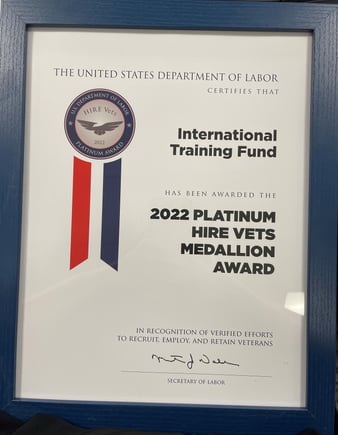 THE UNITED STATES DEPARTMENT OF LABOR
CERTIFIES THAT
U.S. DEPARTMENT OF LABOR
HIRE VETS
2022
PLATINUM AWARD
International
Training Fund
HAS BEEN AWARDED THE
2022 PLATINUM
HIRE VETS
MEDALLION
AWARD
IN RECOGNITION OF VERIFIED EFFORTS
TO RECRUIT, EMPLOY, AND RETAIN VETERANS
SECRETARY OF LABOR